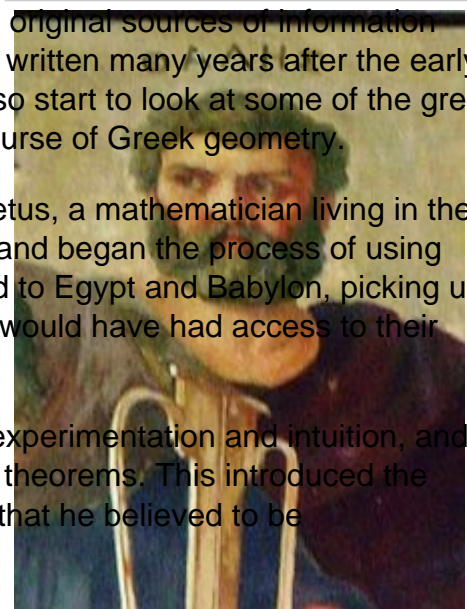 original sources of information
written many years after the early
so start to look at some of the gre
urse of Greek geometry.
etus, a mathematician living in the
and began the process of using
d to Egypt and Babylon, picking u
would have had access to their
experimentation and intuition, and
theorems. This introduced the
that he believed to be